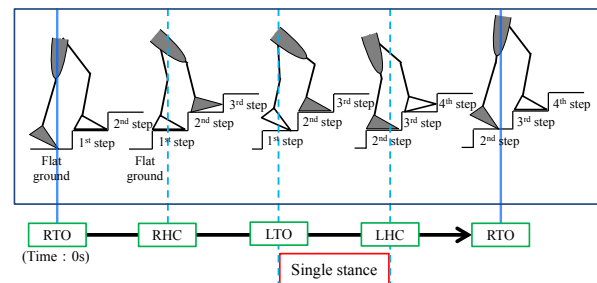 2nd step
1st step
Flat
ground
3rd step
2nd step
1st step
Flat
ground
3rd step
2nd step
1st step
4th step
3rd step
2nd step
4th step
3rd step
2nd step
RTO
RHC
LTO
LHC
RTO
(Time : 0s)
Single stance